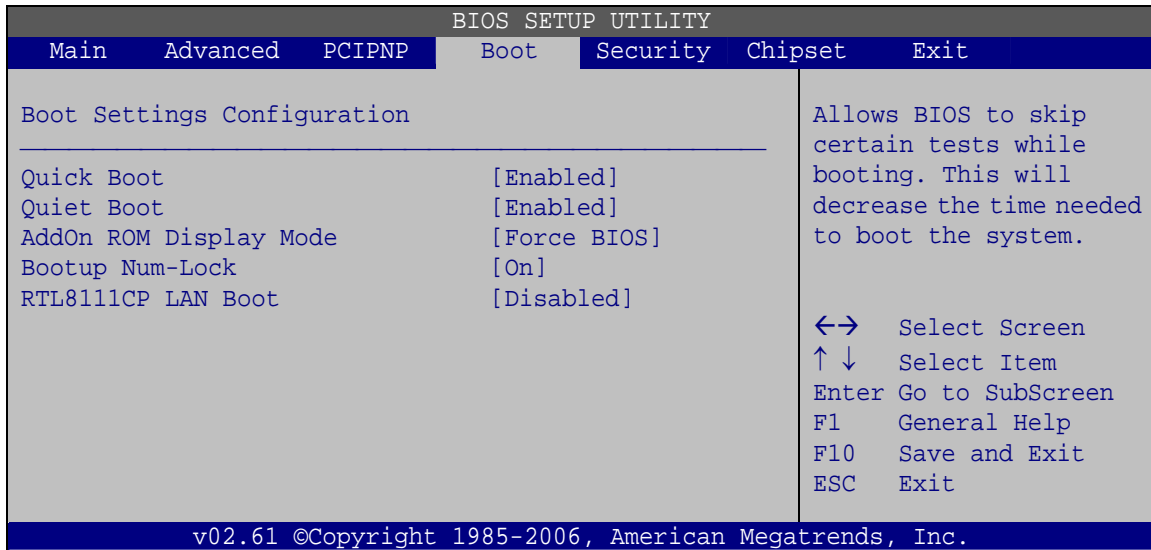 BIOS SETUP UTILITY
Main Advanced PCIPNP Boot Security Chipset Exit
Boot Settings Configuration
Quick Boot [Enabled]
Quiet Boot [Enabled]
AddOn ROM Display Mode [Force BIOS]
Bootup Num-Lock [On]
RTL8111CP LAN Boot [Disabled]
Allows BIOS to skip
certain tests while
booting. This will
decrease the time needed
to boot the system.
←→ Select Screen
↑ ↓ Select Item
Enter Go to SubScreen
F1 General Help
F10 Save and Exit
ESC Exit
v02.61 ©Copyright 1985-2006, American Megatrends, Inc.